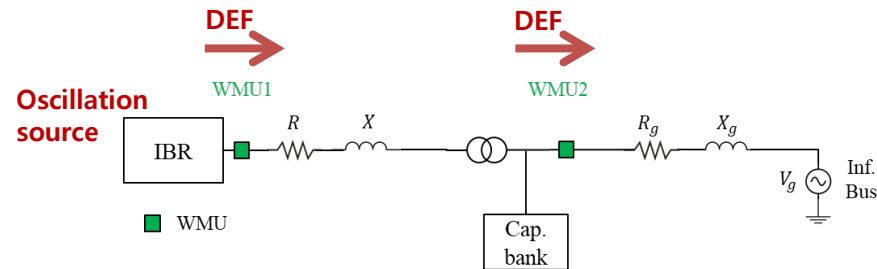 DEF
DEF
WMU1
WMU2
Oscillation
source
R
X
R_g
X_g
IBR
V_g
Inf.
Bus
WMU
Cap.
bank